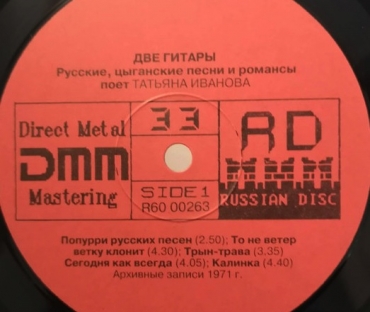 ДВЕ ГИТАРЫ
Русские, цыганские песни и романсы
поет ТАТЬЯНА ИВАНОВА
Direct Metal
DMM
Mastering
33
SIDE 1
R60 00263
RD
RUSSIAN DISC
Попурри русских песен (2.50); То не ветер
ветку клонит (4.30); Трын-трава (3.35)
Сегодня как всегда (4.05); Калинка (4.40)
Архивные записи 1971 г.